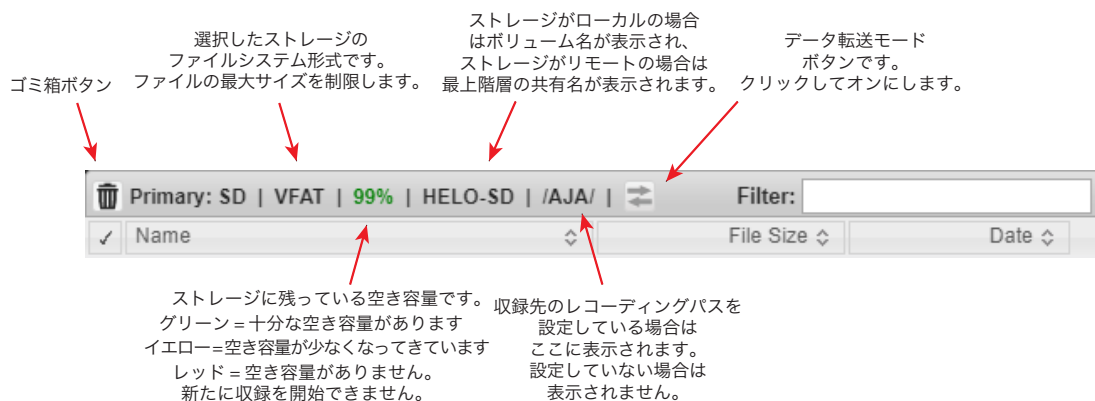 ゴミ箱ボタン
選択したストレージの
ファイルシステム形式です。
ファイルの最大サイズを制限します。
ストレージがローカルの場合
はボリューム名が表示され、
ストレージがリモートの場合は
最上階層の共有名が表示されます。
データ転送モード
ボタンです。
クリックしてオンにします。
Primary: SD | VFAT | 99% | HELO-SD | /AJA/ | Filter:
✓ Name File Size Date
ストレージに残っている空き容量です。
グリーン = 十分な空き容量があります
イエロー=空き容量が少なくなってきています
レッド = 空き容量がありません。
新たに収録を開始できません。
収録先のレコーディングパスを
設定している場合は
ここに表示されます。
設定していない場合は
表示されません。